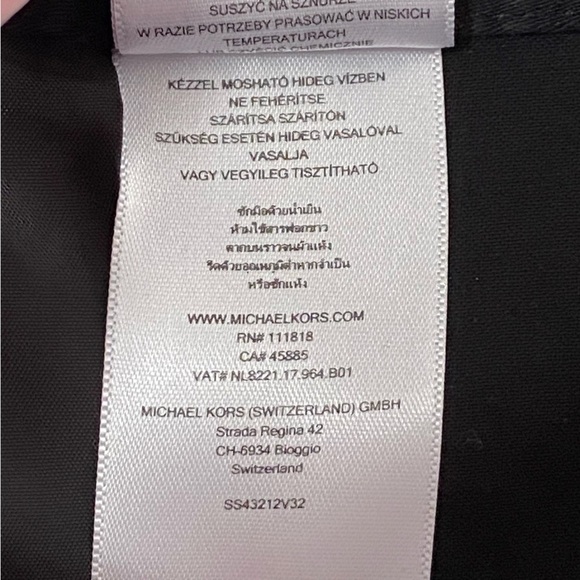 SUSZYĆ NA SZNURZE
W RAZIE POTRZEBY PRASOWAĆ W NISKICH
TEMPERATURACH
CHEMICZNIE
KÉZZEL MOSHATÓ HIDEG VÍZBEN
NE FEHÉRÍTSE
SZÁRÍTSA SZÁRÍTÓN
SZÜKSÉG ESETÉN HIDEG VASALÓVAL
VASALJA
VAGY VEGYILEG TISZTÍTHATÓ
ซักมือด้วยน้ำเย็น
ห้ามใช้สารฟอกขาว
ตากบนราวจนผ้าแห้ง
รีดด้วยอุณหภูมิต่ำหากจำเป็น
หรือซักแห้ง
WWW.MICHAELKORS.COM
RN# 111818
CA# 45885
VAT# NL8221.17.964.B01
MICHAEL KORS (SWITZERLAND) GMBH
Strada Regina 42
CH-6934 Bioggio
Switzerland
SS43212V32